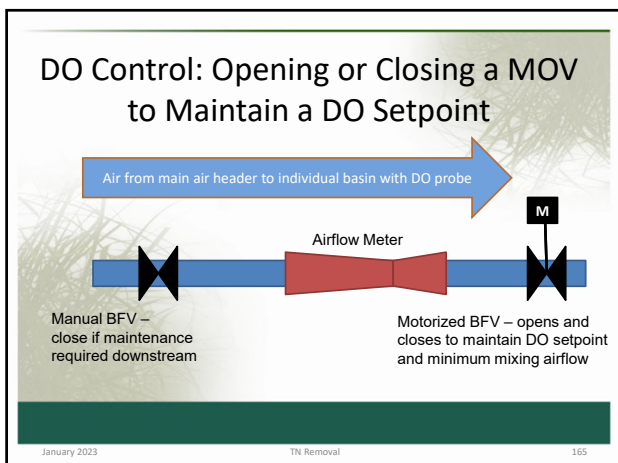 DO Control: Opening or Closing a MOV
to Maintain a DO Setpoint
Air from main air header to individual basin with DO probe
M
Airflow Meter
Manual BFV –
close if maintenance
required downstream
Motorized BFV – opens and
closes to maintain DO setpoint
and minimum mixing airflow
January 2023
TN Removal
165